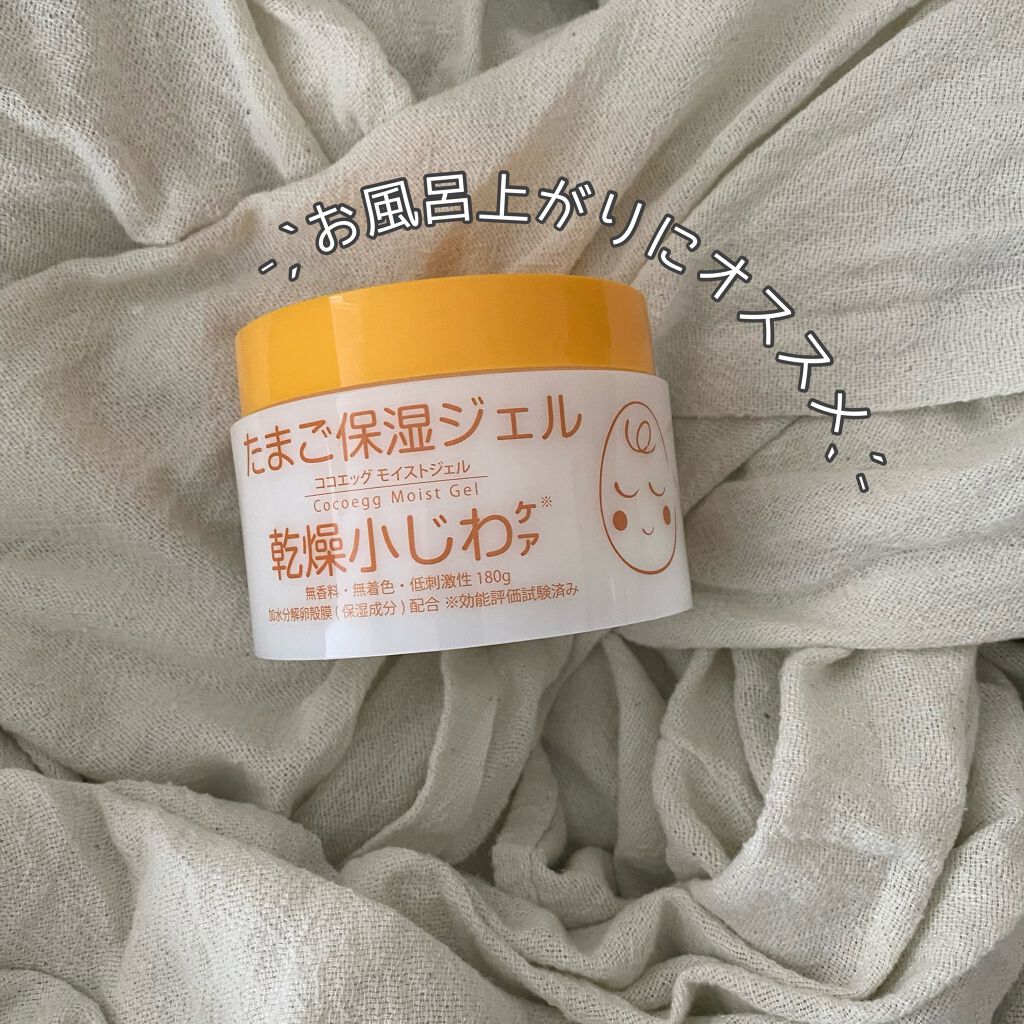 お風呂上がりにオススメ
たまご保湿ジェル
ココエッグ モイストジェル
Cocoegg Moist Gel
乾燥小じわケア※
無香料・無着色・低刺激性 180g
加水分解卵殻膜(保湿成分)配合 ※効能評価試験済み